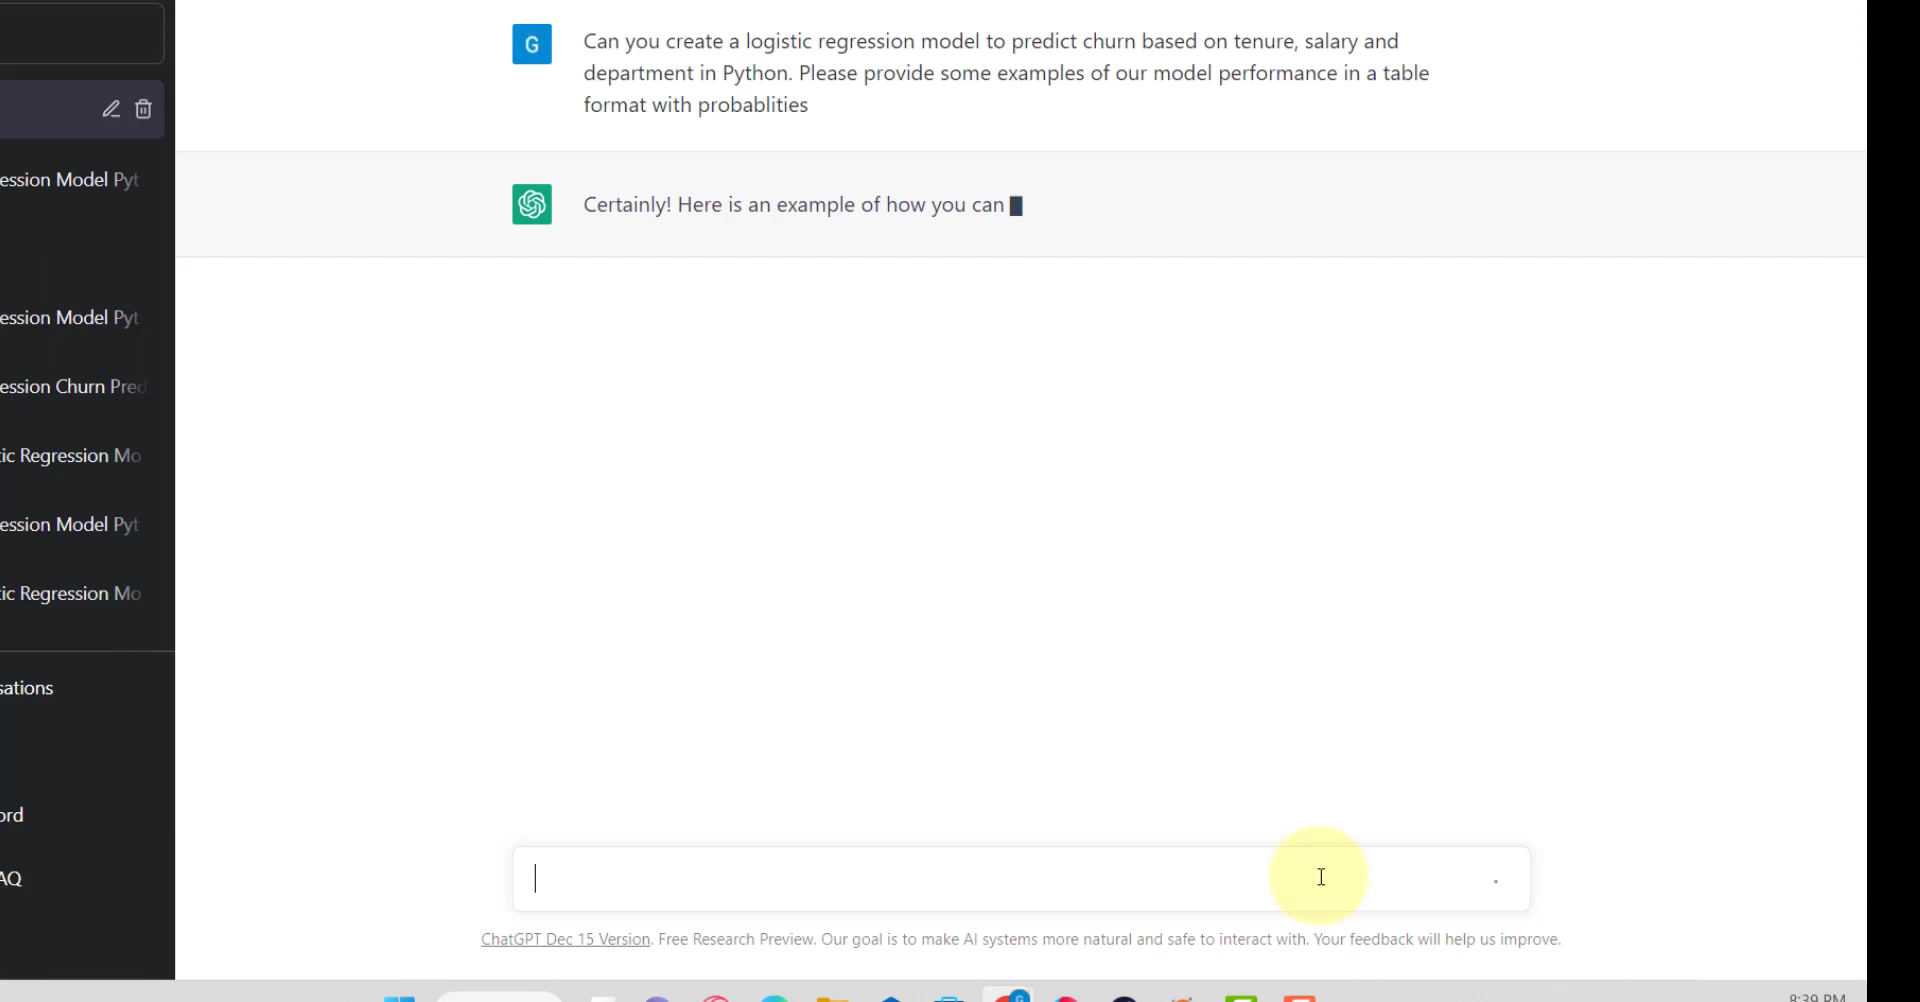 G
Can you create a logistic regression model to predict churn based on tenure, salary and
department in Python. Please provide some examples of our model performance in a table
format with probablities
Certainly! Here is an example of how you can
ession Model Pyt
ession Model Pyt
ession Churn Pred
ic Regression Mo
ession Model Pyt
ic Regression Mo
sations
ord
AQ
ChatGPT Dec 15 Version. Free Research Preview. Our goal is to make AI systems more natural and safe to interact with. Your feedback will help us improve.
G
8:39 PM